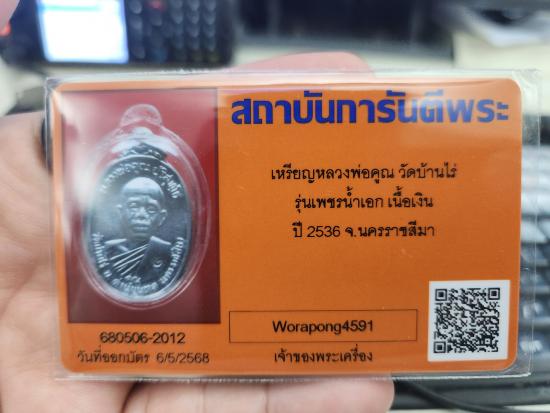 สถาบันการันตีพระ
เหรียญหลวงพ่อคูณ วัดบ้านไร่
รุ่นเพชรน้ำเอก เนื้อเงิน
ปี 2536 จ.นครราชสีมา
680506-2012
วันที่ออกบัตร 6/5/2568
Worapong4591
เจ้าของพระเครื่อง